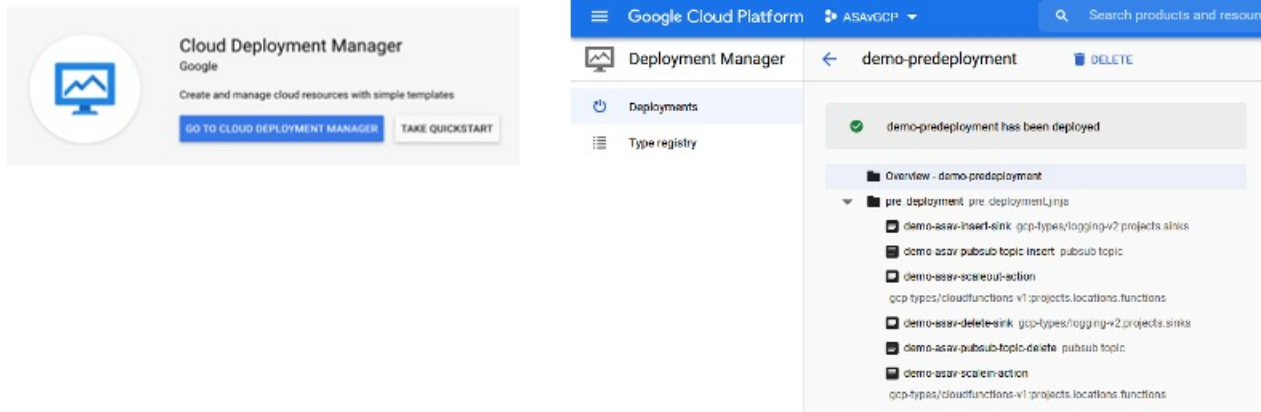 Cloud Deployment Manager
Google
Create and manage cloud resources with simple templates
GO TO CLOUD DEPLOYMENT MANAGER
TAKE QUICKSTART
Google Cloud Platform
ASAvGCP
Search products and resourc
Deployment Manager
demo-predeployment
DELETE
Deployments
Type registry
demo-predeployment has been deployed
Overview - demo-predeployment
pre_deployment pre_deployment.jinja
demo-asav-insert-sink gcp-types/logging-v2:projects.sinks
demo-asav-pubsub-topic-insert pubsub topic
demo-asav-scaleout-action
gcp-types/cloudfunctions-v1:projects.locations.functions
demo-asav-delete-sink gcp-types/logging-v2:projects.sinks
demo-asav-pubsub-topic-delete pubsub topic
demo-asav-scalein-action
gcp-types/cloudfunctions-v1:projects.locations.functions